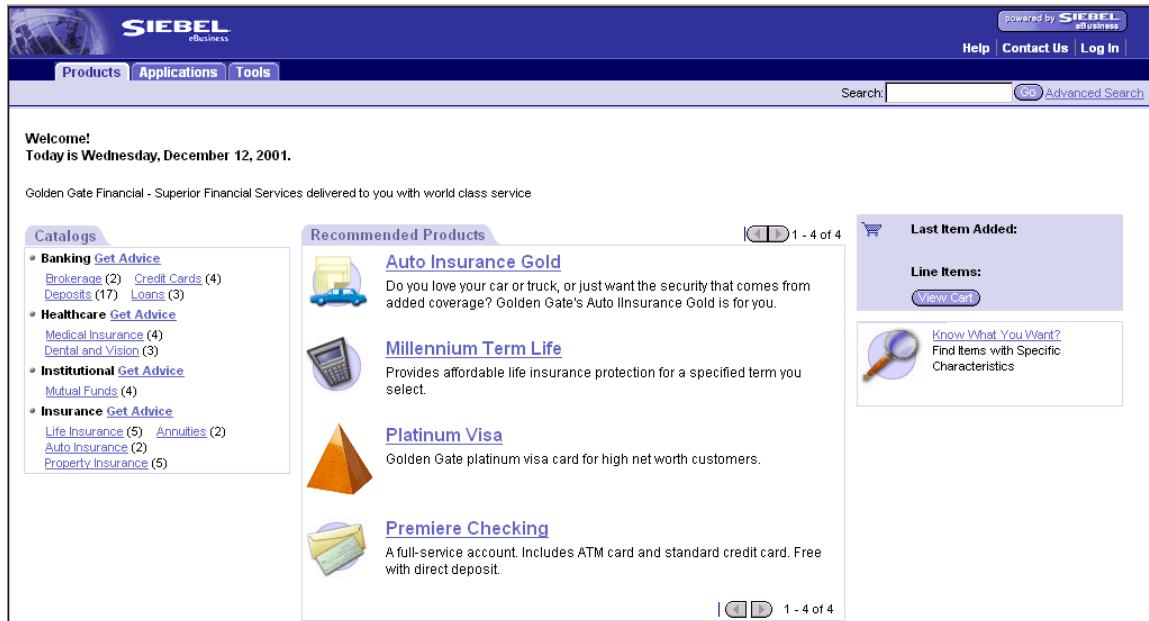 SIEBEL
eBusiness
powered by SIEBEL
eBusiness
Help Contact Us Log In
Products Applications Tools
Search: Go Advanced Search
Welcome!
Today is Wednesday, December 12, 2001.
Golden Gate Financial - Superior Financial Services delivered to you with world class service
Catalogs
Banking Get Advice
Brokerage (2) Credit Cards (4)
Deposits (17) Loans (3)
Healthcare Get Advice
Medical Insurance (4)
Dental and Vision (3)
Institutional Get Advice
Mutual Funds (4)
Insurance Get Advice
Life Insurance (5) Annuities (2)
Auto Insurance (2)
Property Insurance (5)
Recommended Products 1 - 4 of 4
Auto Insurance Gold
Do you love your car or truck, or just want the security that comes from
added coverage? Golden Gate's Auto IInsurance Gold is for you.
Millennium Term Life
Provides affordable life insurance protection for a specified term you
select.
Platinum Visa
Golden Gate platinum visa card for high net worth customers.
Premiere Checking
A full-service account. Includes ATM card and standard credit card. Free
with direct deposit.
1 - 4 of 4
Last Item Added:
Line Items:
View Cart
Know What You Want?
Find Items with Specific
Characteristics